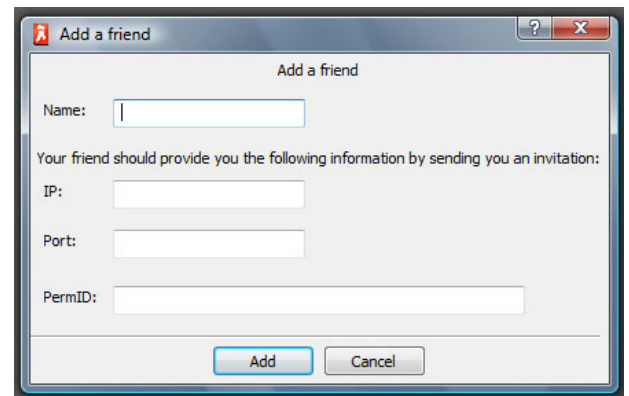 Add a friend
Add a friend
Name:
Your friend should provide you the following information by sending you an invitation:
IP:
Port:
PermID:
Add Cancel